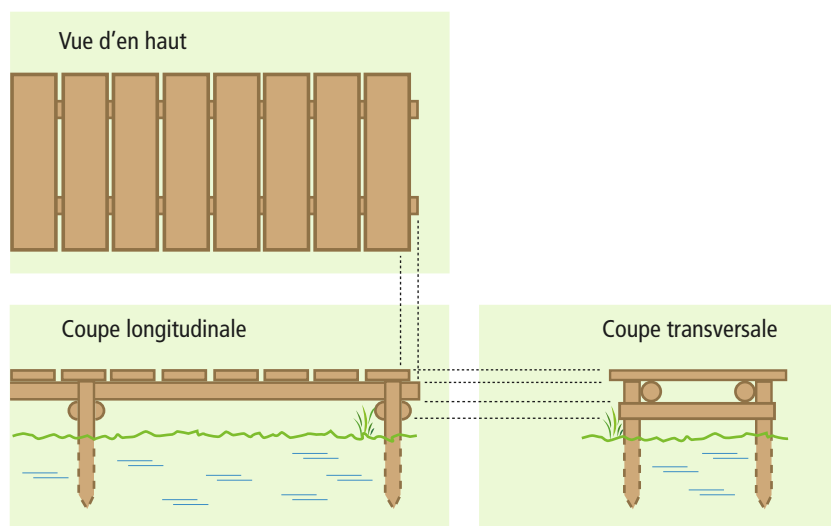 Vue d’en haut
Coupe longitudinale
Coupe transversale